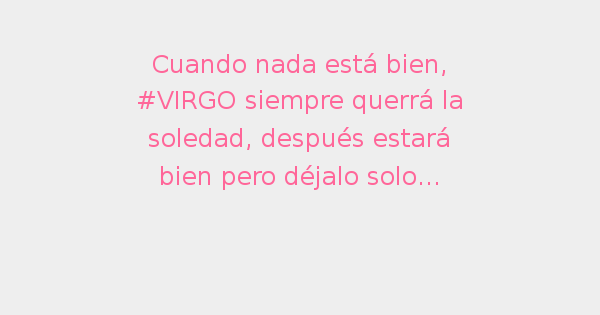 Cuando nada está bien,
#VIRGO siempre querrá la
soledad, después estará
bien pero déjalo solo...